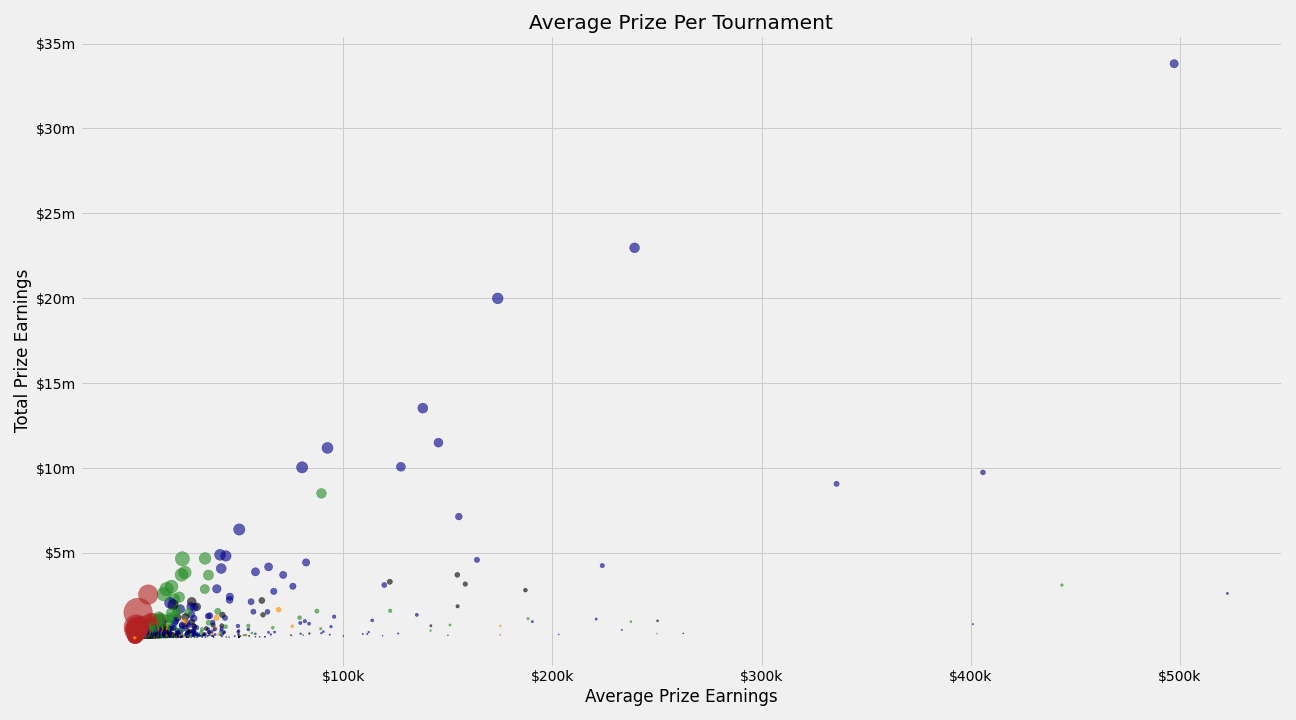 Average Prize Per Tournament
$35m
$30m
$25m
$20m
$15m
$10m
$5m
Total Prize Earnings
$100k
$200k
$300k
$400k
$500k
Average Prize Earnings